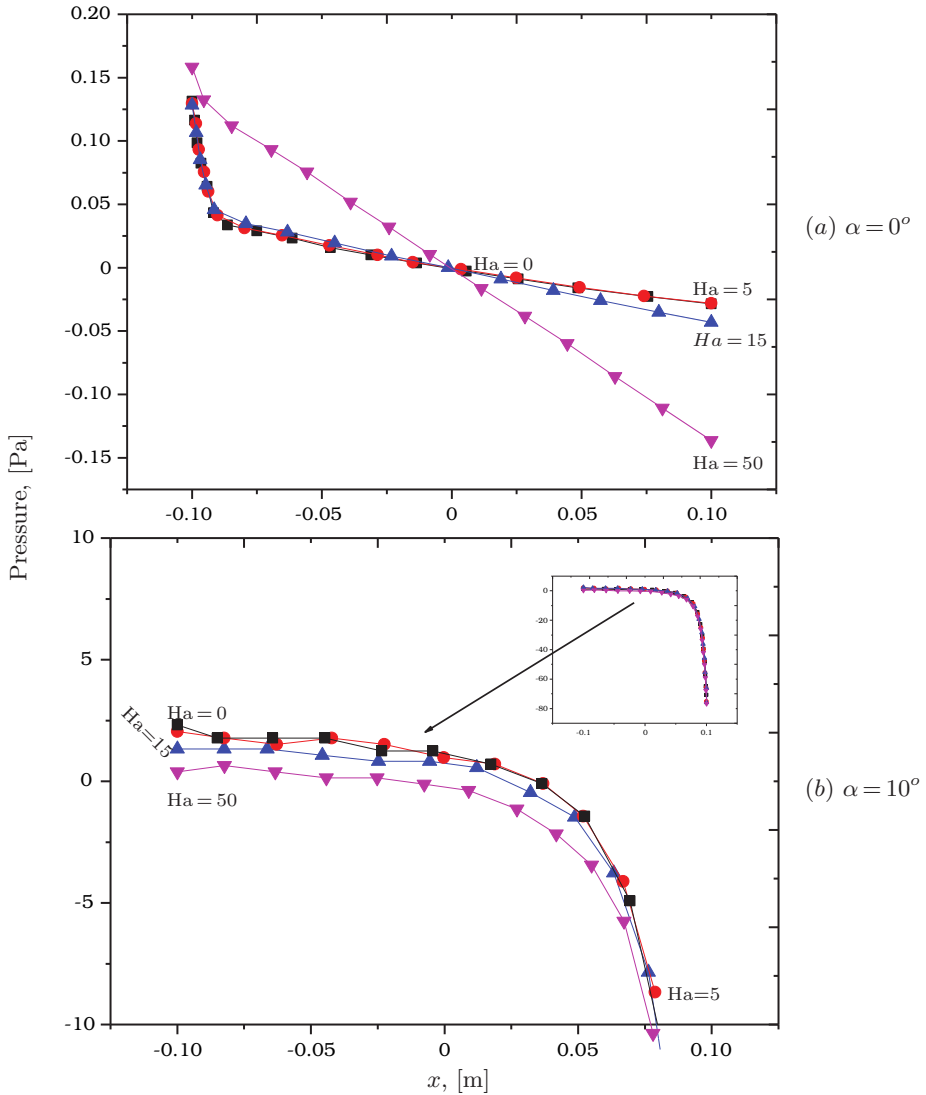 0.20
0.15
0.10
0.05
0
-0.05
-0.10
-0.15
Ha = 0
Ha = 5
Ha = 15
Ha = 50
(a) α = 0º
-0.10 -0.05 0 0.05 0.10
Pressure, [Pa]
10
5
0
-5
-10
Ha = 0
Ha=15
Ha = 50
Ha=5
0
-20
-40
-60
-80
-0.1 0 0.1
(b) α = 10º
-0.10 -0.05 0 0.05 0.10
x, [m]